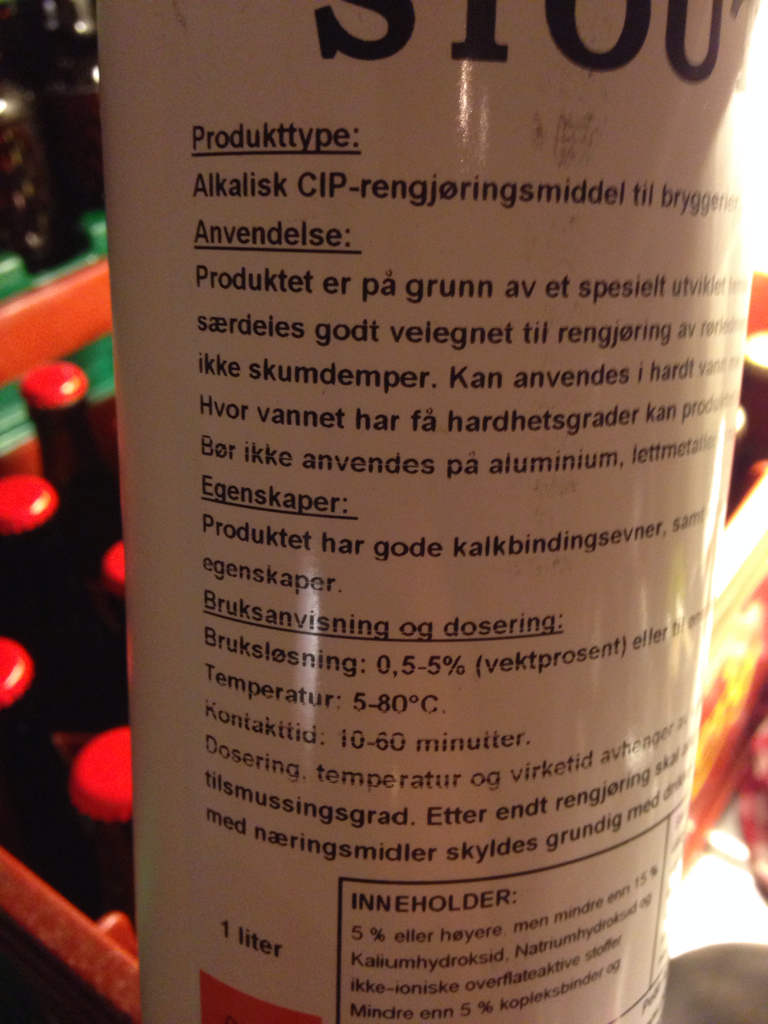 STOUT
Produkttype:
Alkalisk CIP-rengjøringsmiddel til bryggerier
Anvendelse:
Produktet er på grunn av et spesielt utviklet
særdeles godt velegnet til rengjøring av
ikke skumdemper. Kan anvendes i hardt vann
Hvor vannet har få hardhetsgrader kan
Bør ikke anvendes på aluminium, lettmetaller
Egenskaper:
Produktet har gode kalkbindingsevner, samt
egenskaper.
Bruksanvisning og dosering:
Bruksløsning: 0,5-5% (vektprosent) eller til
Temperatur: 5-80°C.
Kontakttid: 10-60 minutter.
Dosering, temperatur og virketid avhenger av
tilsmussingsgrad. Etter endt rengjøring skal
med næringsmidler skyldes grundig med
1 liter
INNEHOLDER:
5 % eller høyere, men mindre enn 15 %
Kaliumhydroksid, Natriumhydroksid og
ikke-ioniske overflateaktive stoffer
Mindre enn 5 % kopleksbinder og